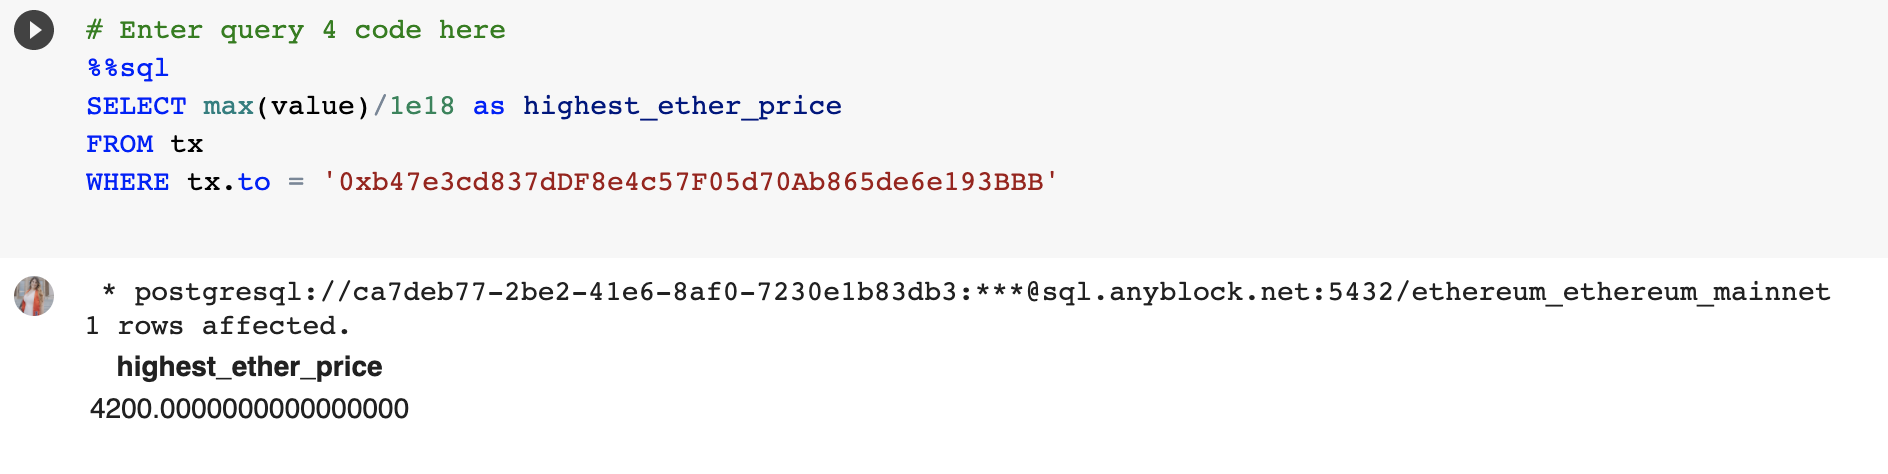 # Enter query 4 code here
%%sql
SELECT max(value)/1e18 as highest_ether_price
FROM tx
WHERE tx.to = '0xb47e3cd837dDF8e4c57F05d70Ab865de6e193BBB'
* postgresql://ca7deb77-2be2-41e6-8af0-7230e1b83db3:***@sql.anyblock.net:5432/ethereum_ethereum_mainnet
1 rows affected.
highest_ether_price
4200.0000000000000000